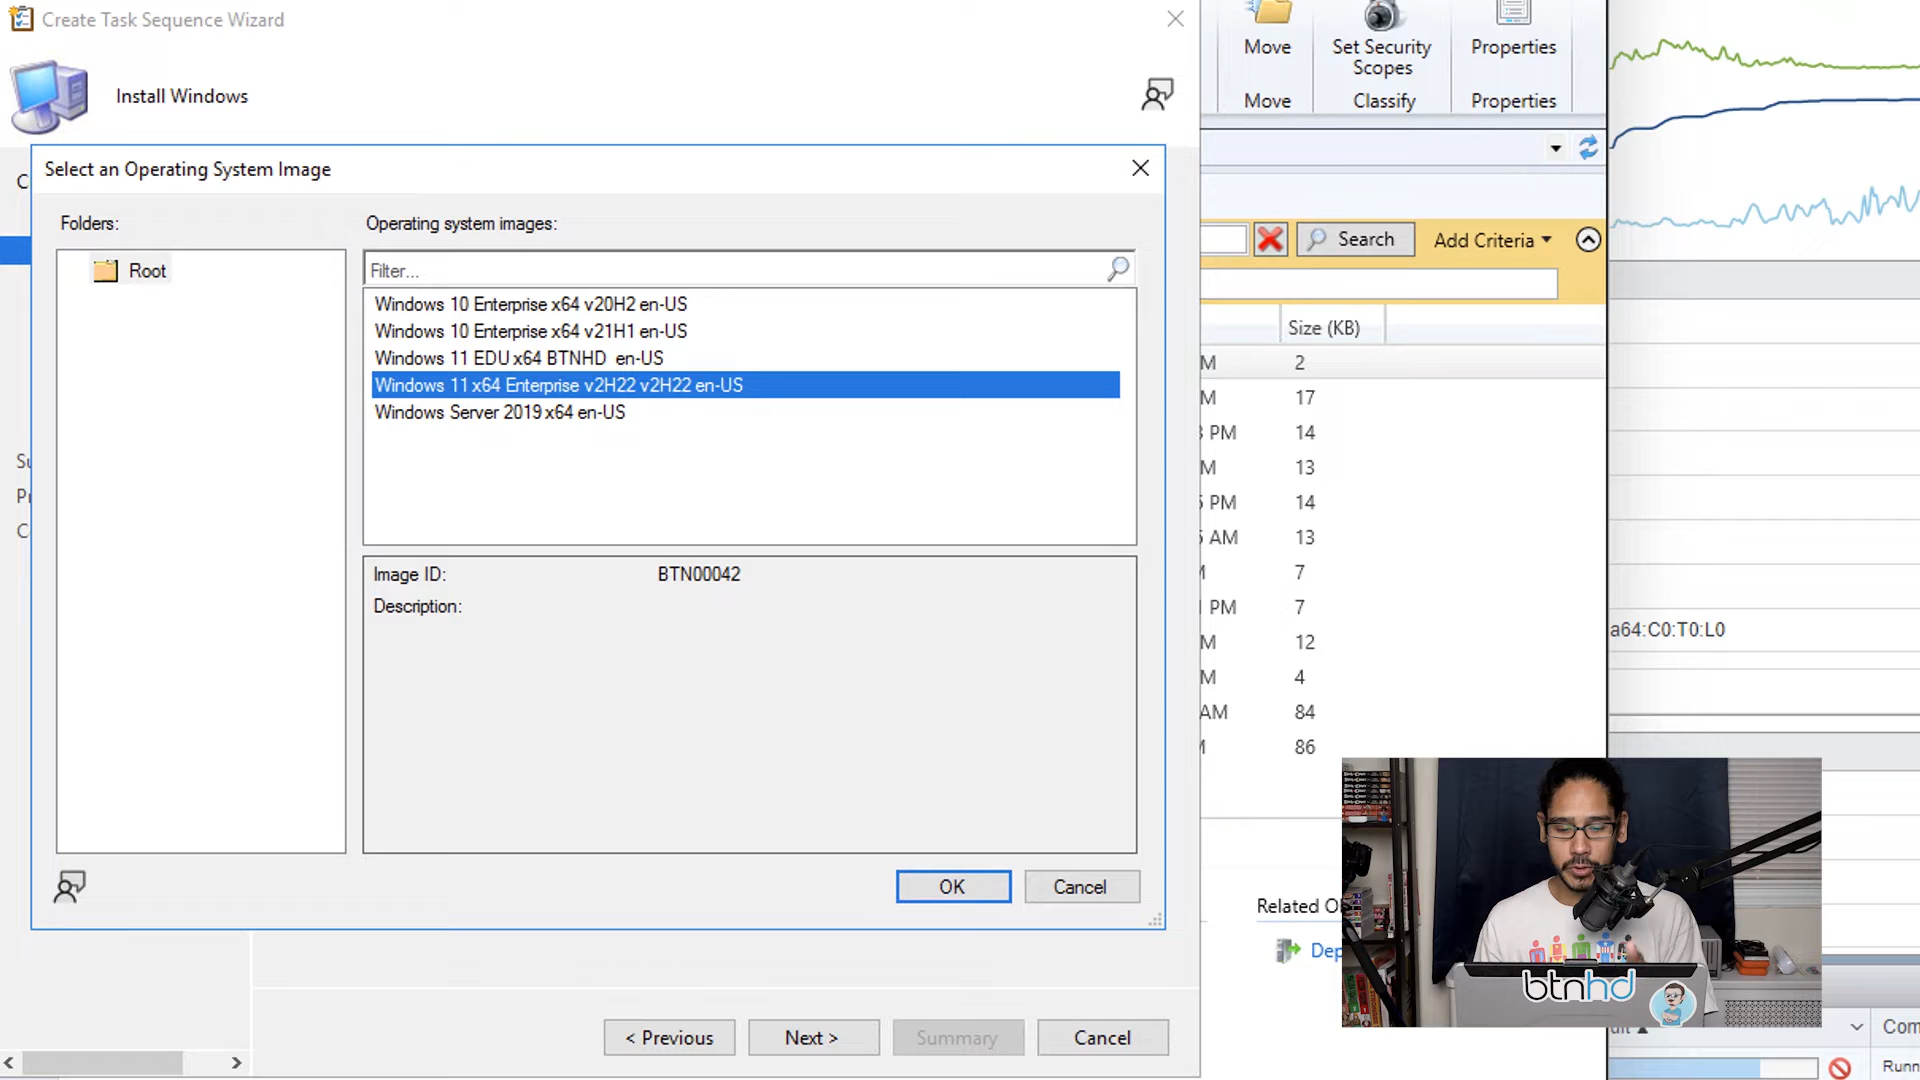 Create Task Sequence Wizard
Install Windows
Select an Operating System Image
Folders:
Root
Operating system images:
Filter...
Windows 10 Enterprise x64 v20H2 en-US
Windows 10 Enterprise x64 v21H1 en-US
Windows 11 EDU x64 BTNHD en-US
Windows 11 x64 Enterprise v2H22 v2H22 en-US
Windows Server 2019 x64 en-US
Image ID: BTN00042
Description:
OK
Cancel
< Previous
Next >
Summary
Cancel
Move
Set Security
Scopes
Properties
Move
Classify
Properties
Search
Add Criteria
Size (KB)
M 2
M 17
PM 14
M 13
PM 14
AM 13
7
PM 7
M 12
M 4
AM 84
86
Related
Dep
a64:C0:T0:L0
Com
Runn
btnhd